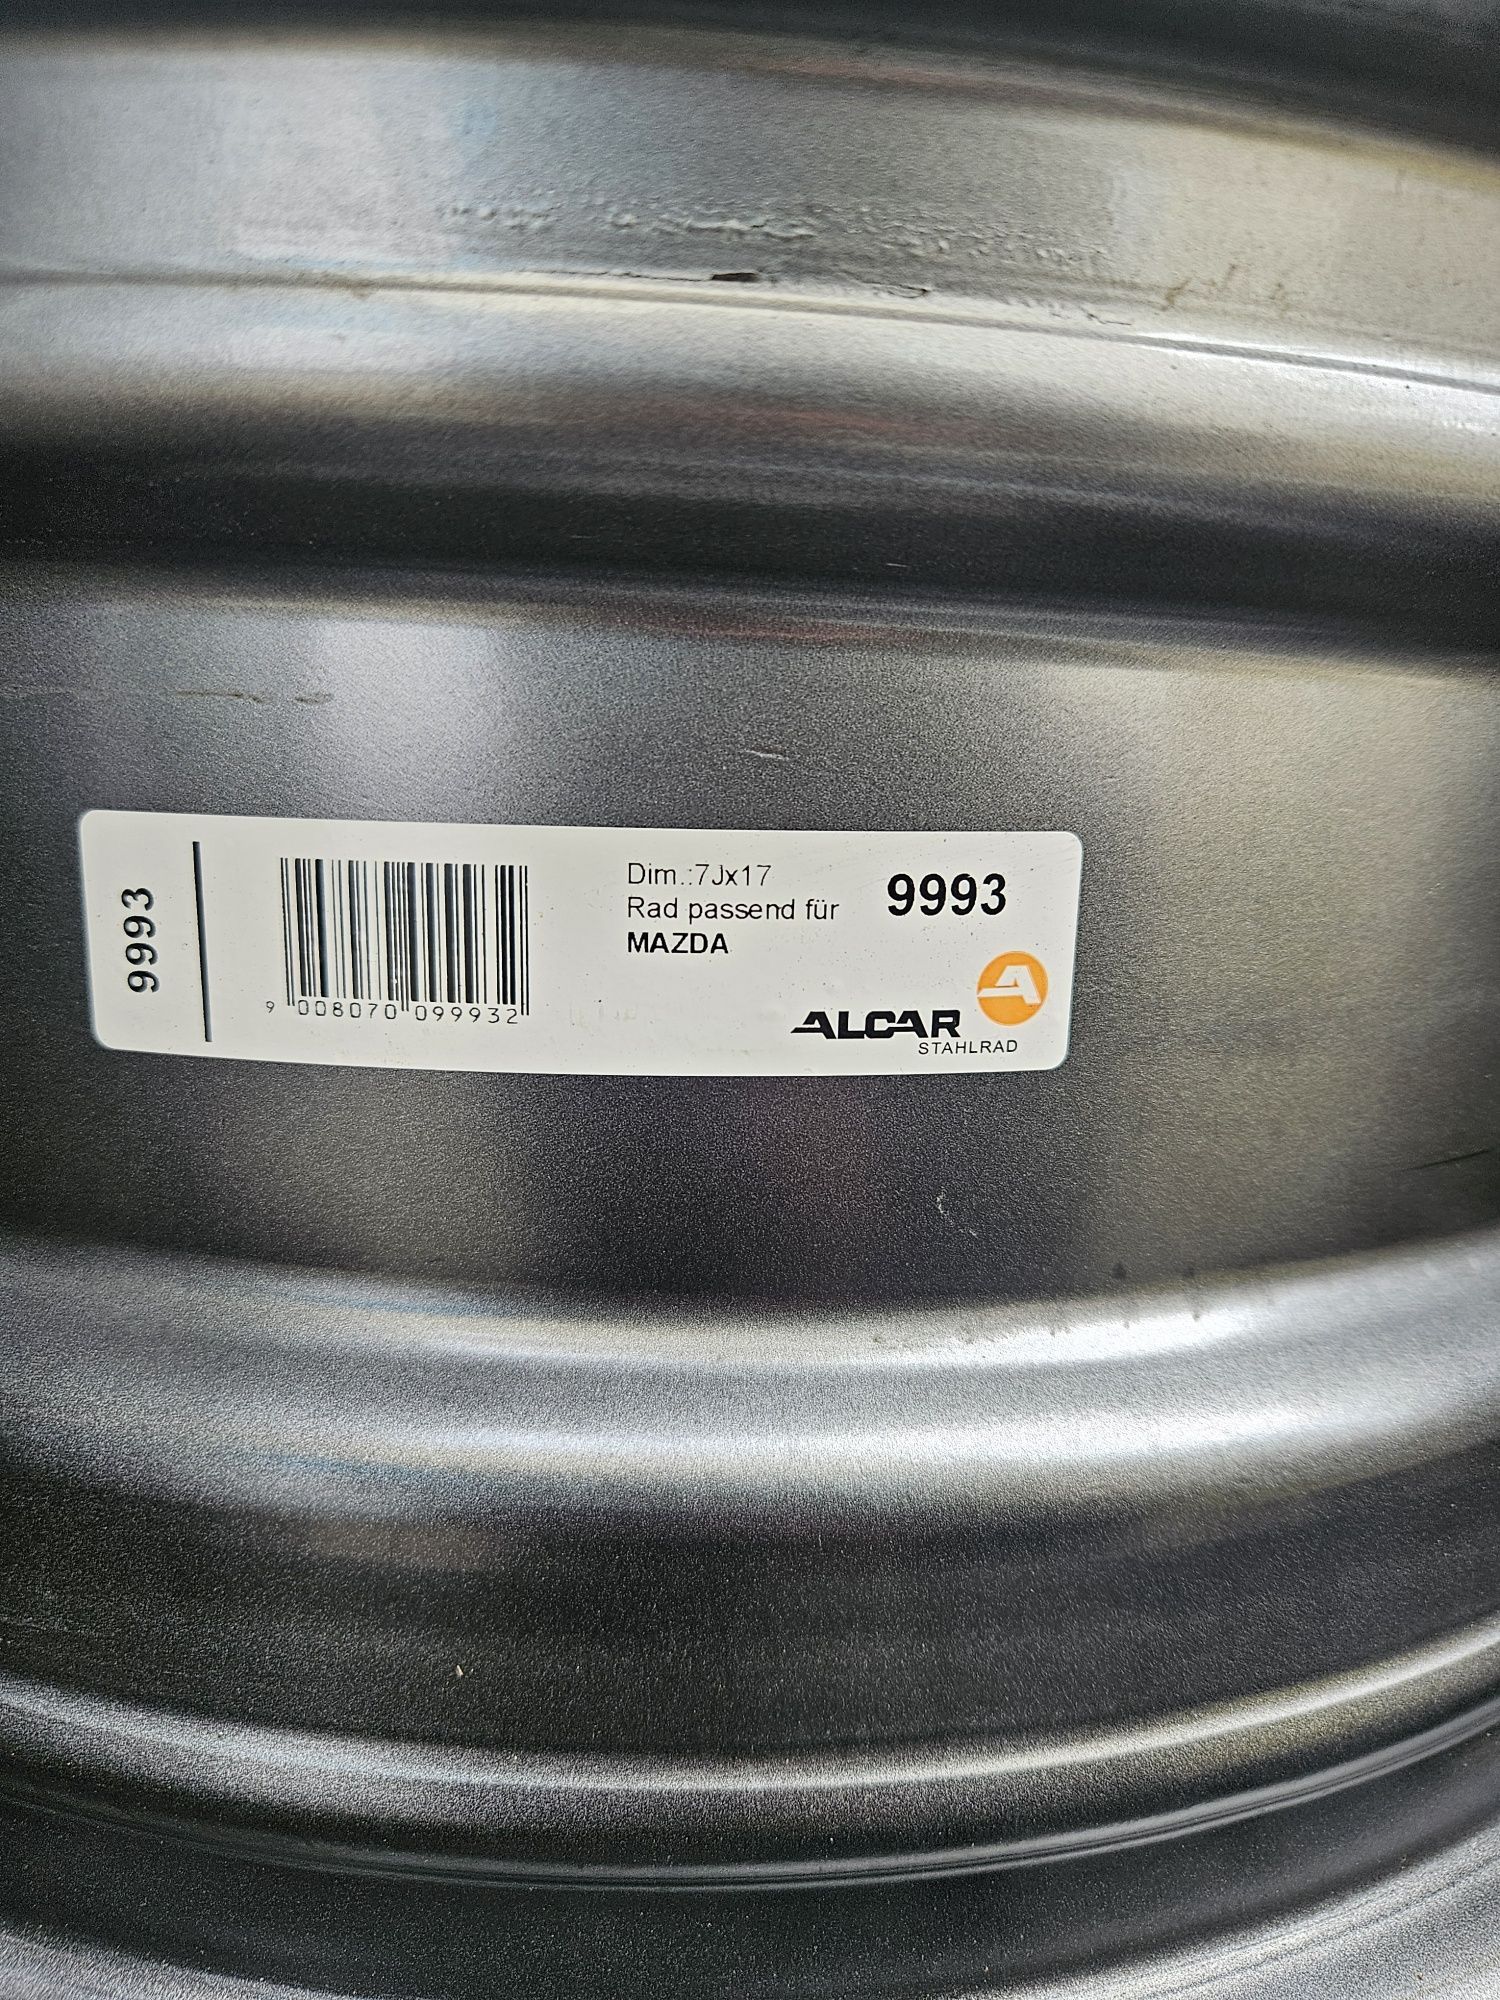 9993
9 008070 099932
Dim.:7Jx17
Rad passend für
MAZDA
9993
ALCAR
STAHLRAD